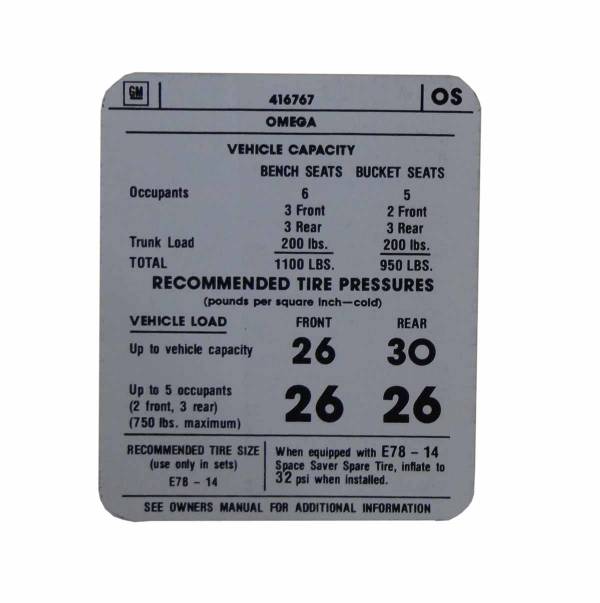 GM 416767 OS
OMEGA
VEHICLE CAPACITY
BENCH SEATS BUCKET SEATS
Occupants 6 5
3 Front 2 Front
3 Rear 3 Rear
Trunk Load 200 lbs. 200 lbs.
TOTAL 1100 LBS. 950 LBS.
RECOMMENDED TIRE PRESSURES
(pounds per square inch—cold)
VEHICLE LOAD FRONT REAR
Up to vehicle capacity 26 30
Up to 5 occupants
(2 front, 3 rear) 26 26
(750 lbs. maximum)
RECOMMENDED TIRE SIZE
(use only in sets)
E78 - 14
When equipped with E78 - 14
Space Saver Spare Tire, inflate to
32 psi when installed.
SEE OWNERS MANUAL FOR ADDITIONAL INFORMATION